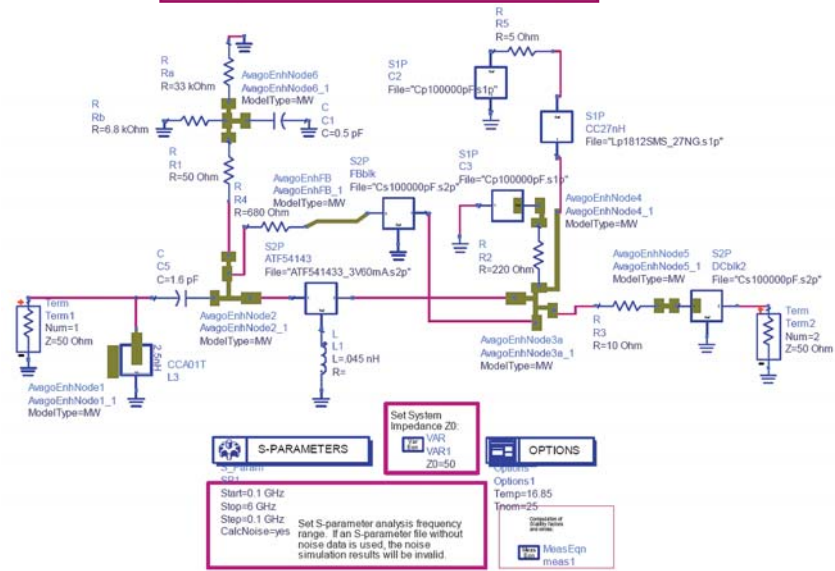 R
R5
R=5 Ohm
R
Ra
R=33 kOhm
AvagoEnhNode6
AvagoEnhNode6_1
ModelType=MW
S1P
C2
File="Cp100000pF.s1p"
R
Rb
R=6.8 kOhm
C
C1
C=0.5 pF
S1P
CC27nH
File="Lp1812SMS_27NG.s1p"
R
R1
R=50 Ohm
S2P
FBblk
File="Cs100000pF.s2p"
S1P
C3
File="Cp100000pF.s1p"
AvagoEnhFB
AvagoEnhFB_1
ModelType=MW
R
R4
R=680 Ohm
AvagoEnhNode4
AvagoEnhNode4_1
ModelType=MW
C
C5
C=1.6 pF
S2P
ATF54143
File="ATF541433_3V60mA.s2p"
R
R2
R=220 Ohm
AvagoEnhNode5
AvagoEnhNode5_1
ModelType=MW
S2P
DCblk2
File="Cs100000pF.s2p"
Term
Term1
Num=1
Z=50 Ohm
AvagoEnhNode2
AvagoEnhNode2_1
ModelType=MW
L
L1
L=.045 nH
R=
AvagoEnhNode3a
AvagoEnhNode3a_1
ModelType=MW
R
R3
R=10 Ohm
Term
Term2
Num=2
Z=50 Ohm
2.5nH
CCA01T
L3
AvagoEnhNode1
AvagoEnhNode1_1
ModelType=MW
S-PARAMETERS
S_Param
SP1
Start=0.1 GHz
Stop=6 GHz
Step=0.1 GHz
CalcNoise=yes
Set S-parameter analysis frequency
range. If an S-parameter file without
noise data is used, the noise
simulation results will be invalid.
Set System
Impedance Z0:
Var
Eqn
VAR
VAR1
Z0=50
OPTIONS
Options
Options1
Temp=16.85
Tnom=25
Meas
Eqn
MeasEqn
meas1